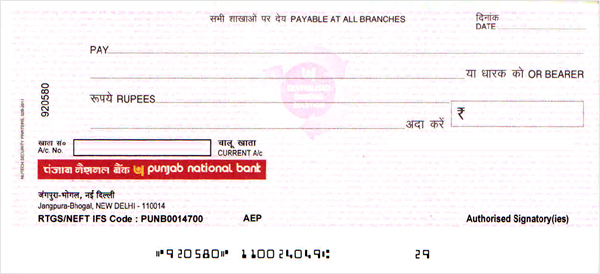 सभी शाखाओं पर देय PAYABLE AT ALL BRANCHES
दिनांक
DATE
PAY
या धारक को OR BEARER
920580
रूपये RUPEES
अदा करें ₹
खाता सं०
A/c. No.
चालू खाता
CURRENT A/c
पंजाब नैशनल बैंक punjab national bank
जंगपुरा-भोगल, नई दिल्ली
Jangpura-Bhogal, NEW DELHI - 110014
RTGS/NEFT IFS Code : PUNB0014700 AEP Authorised Signatory(ies)
⑈920580⑈ 110024049⑆ 29